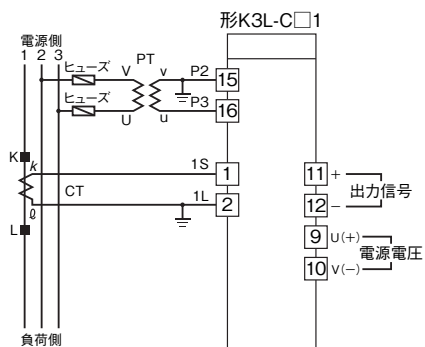 形K3L-C□1
電源側
1 2 3
ヒューズ
PT
V
v
P2
15
ヒューズ
U
u
P3
16
K
k
1S
1
11
+
出力信号
CT
1L
2
12
−
L
ℓ
9
U(+)
電源電圧
10
V(−)
負荷側